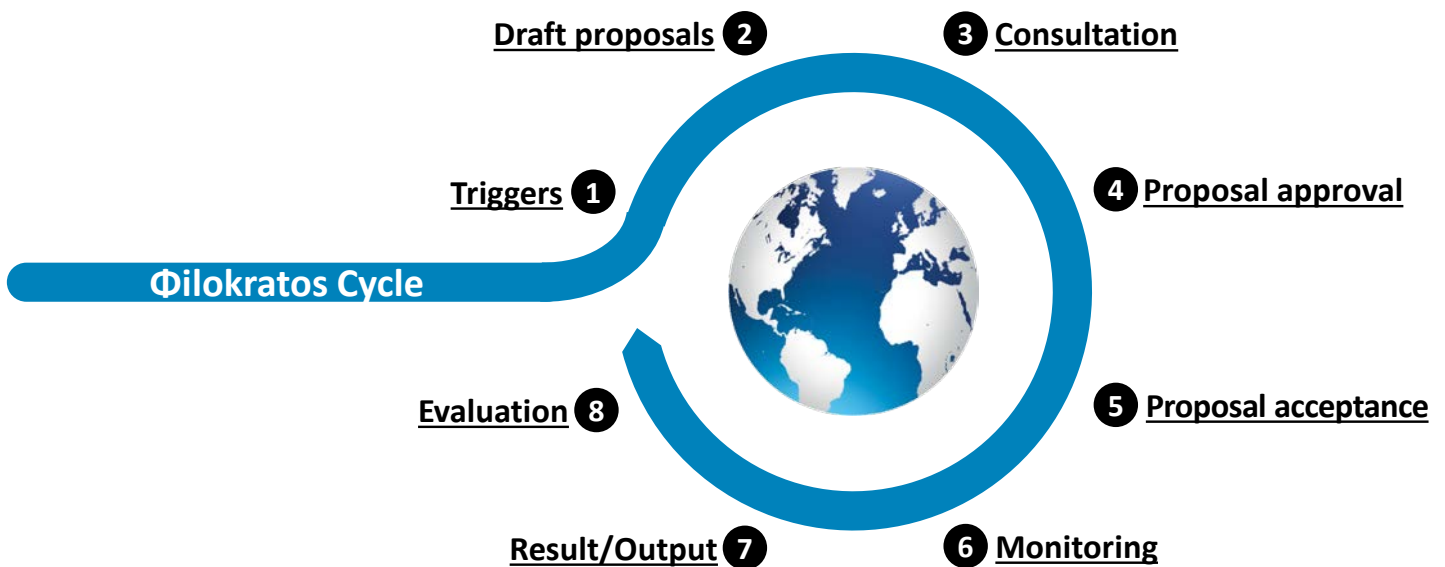 Draft proposals 2
3 Consultation
Triggers 1
4 Proposal approval
Φilokratos Cycle
Evaluation 8
5 Proposal acceptance
Result/Output 7
6 Monitoring